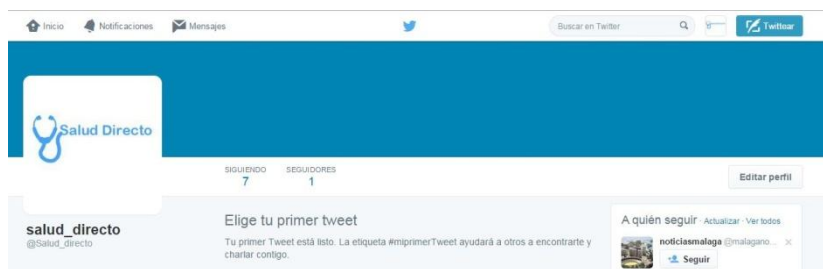 Inicio Notificaciones Mensajes Buscar en Twitter Twittear
Salud Directo
SIGUIENDO SEGUIDORES
7 1
Editar perfil
salud_directo
@Salud_directo
Elige tu primer tweet
Tu primer Tweet está listo. La etiqueta #miprimerTweet ayudará a otros a encontrarte y
charlar contigo.
A quién seguir · Actualizar · Ver todos
noticiasmalaga @malagano...
Seguir